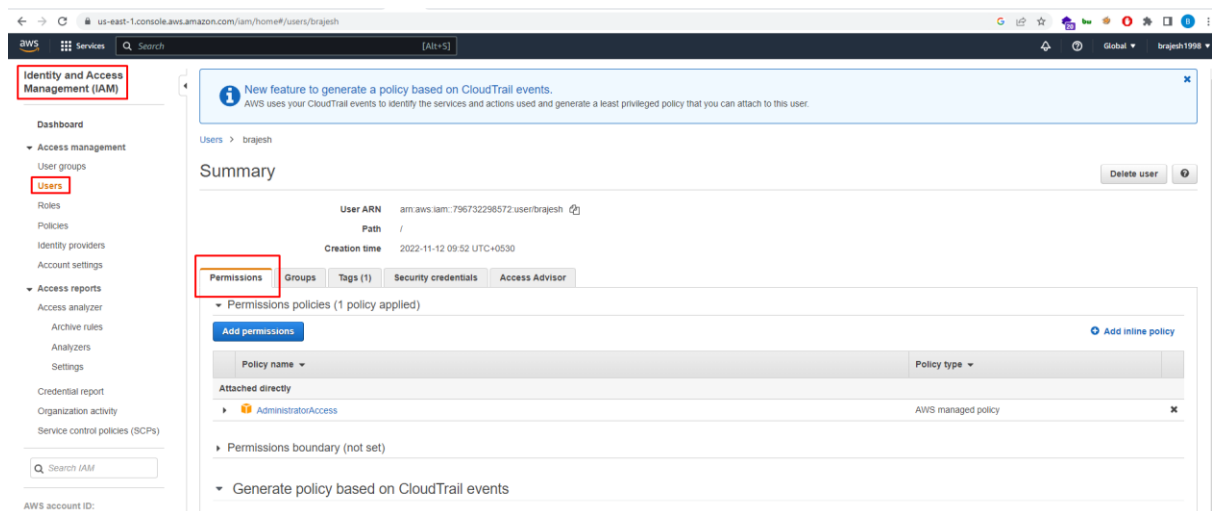 us-east-1.console.aws.amazon.com/iam/home#/users/brajesh
aws Services Search [Alt+S] Global brajesh1998
Identity and Access
Management (IAM)
Dashboard
Access management
User groups
Users
Roles
Policies
Identity providers
Account settings
Access reports
Access analyzer
Archive rules
Analyzers
Settings
Credential report
Organization activity
Service control policies (SCPs)
Search IAM
AWS account ID:
New feature to generate a policy based on CloudTrail events.
AWS uses your CloudTrail events to identify the services and actions used and generate a least privileged policy that you can attach to this user.
Users > brajesh
Summary
Delete user
User ARN arn:aws:iam::796732298572:user/brajesh
Path /
Creation time 2022-11-12 09:52 UTC+0530
Permissions Groups Tags (1) Security credentials Access Advisor
Permissions policies (1 policy applied)
Add permissions Add inline policy
Policy name Policy type
Attached directly
AdministratorAccess AWS managed policy
Permissions boundary (not set)
Generate policy based on CloudTrail events